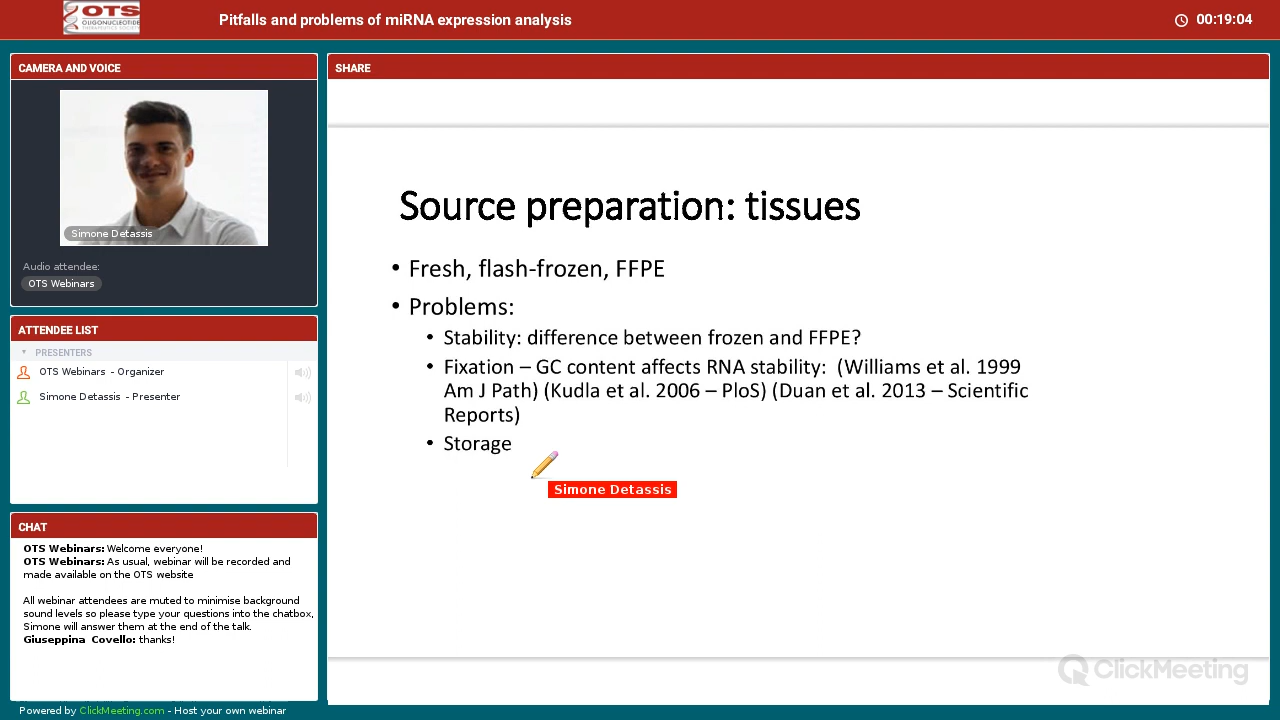 OTS
OLIGONUCLEOTIDE
THERAPEUTICS SOCIETY
Pitfalls and problems of miRNA expression analysis
00:19:04
CAMERA AND VOICE
Simone Detassis
Audio attendee:
OTS Webinars
ATTENDEE LIST
PRESENTERS
OTS Webinars - Organizer
Simone Detassis - Presenter
CHAT
OTS Webinars: Welcome everyone!
OTS Webinars: As usual, webinar will be recorded and
made available on the OTS website
All webinar attendees are muted to minimise background
sound levels so please type your questions into the chatbox,
Simone will answer them at the end of the talk.
Giuseppina Covello: thanks!
Powered by ClickMeeting.com - Host your own webinar
SHARE
Source preparation: tissues
• Fresh, flash-frozen, FFPE
• Problems:
• Stability: difference between frozen and FFPE?
• Fixation – GC content affects RNA stability: (Williams et al. 1999
Am J Path) (Kudla et al. 2006 – PloS) (Duan et al. 2013 – Scientific
Reports)
• Storage
Simone Detassis
ClickMeeting